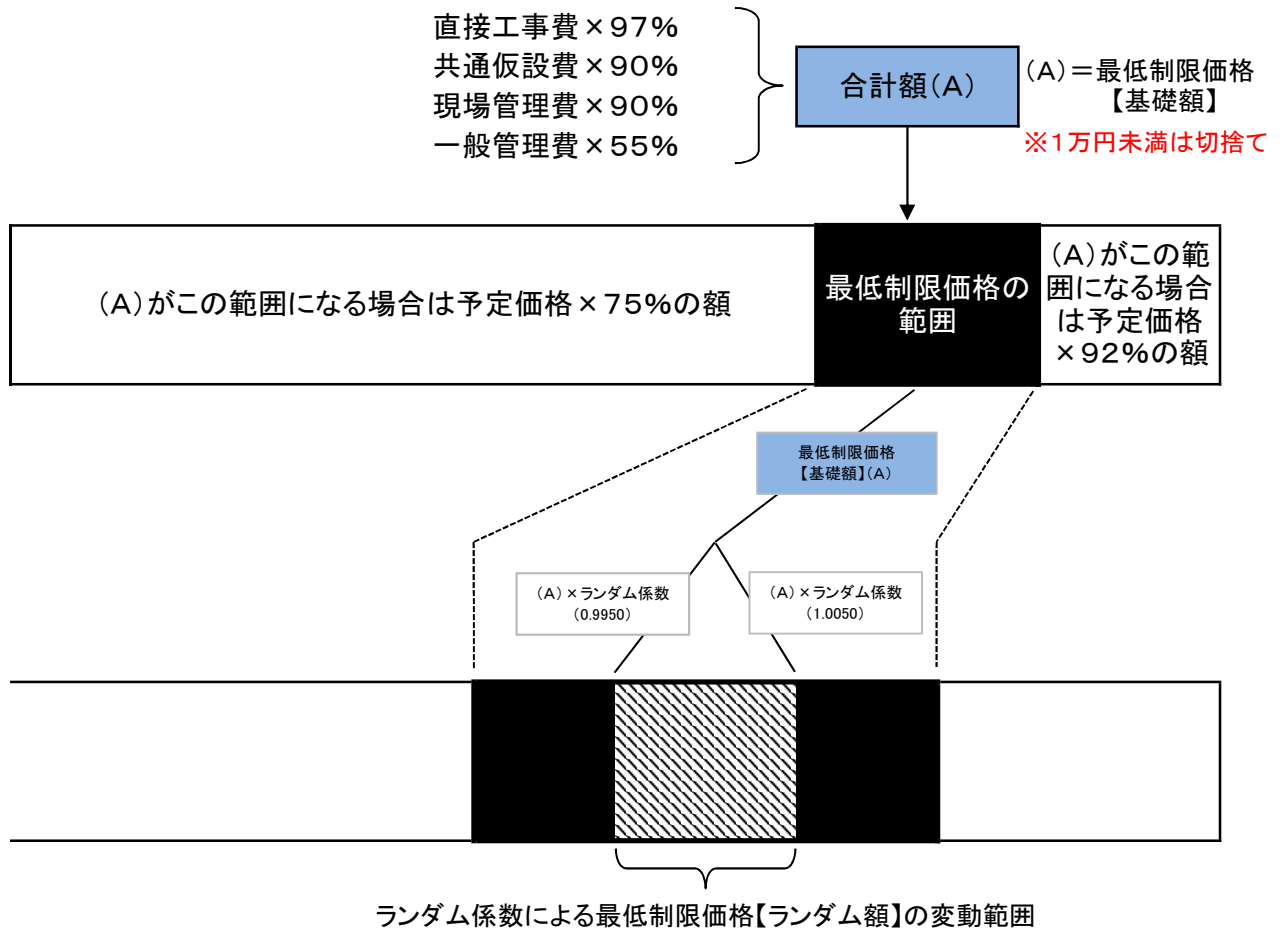 直接工事費×97%
共通仮設費×90%
現場管理費×90%
一般管理費×55%
合計額(A)
(A)=最低制限価格
【基礎額】
※1万円未満は切捨て
(A)がこの範囲になる場合は予定価格×75%の額
最低制限価格の
範囲
(A)がこの範
囲になる場合
は予定価格
×92%の額
最低制限価格
【基礎額】(A)
(A)×ランダム係数
(0.9950)
(A)×ランダム係数
(1.0050)
ランダム係数による最低制限価格【ランダム額】の変動範囲